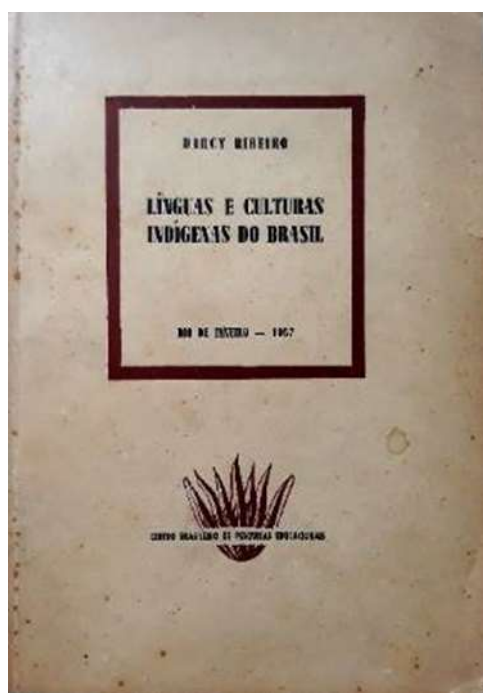 DARCY RIBEIRO
LÍNGUAS E CULTURAS
INDÍGENAS DO BRASIL
RIO DE JANEIRO — 1957
CENTRO BRASILEIRO DE PESQUISAS EDUCACIONAIS